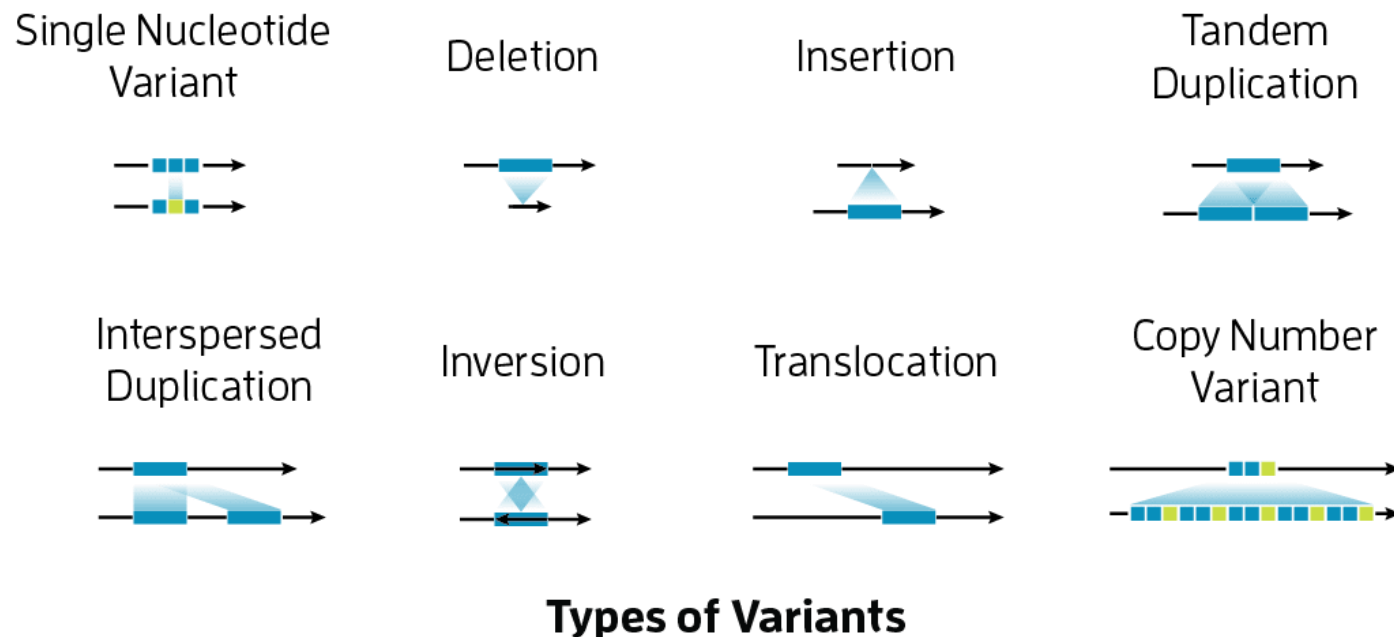 Single Nucleotide
Variant
Deletion
Insertion
Tandem
Duplication
Interspersed
Duplication
Inversion
Translocation
Copy Number
Variant
Types of Variants